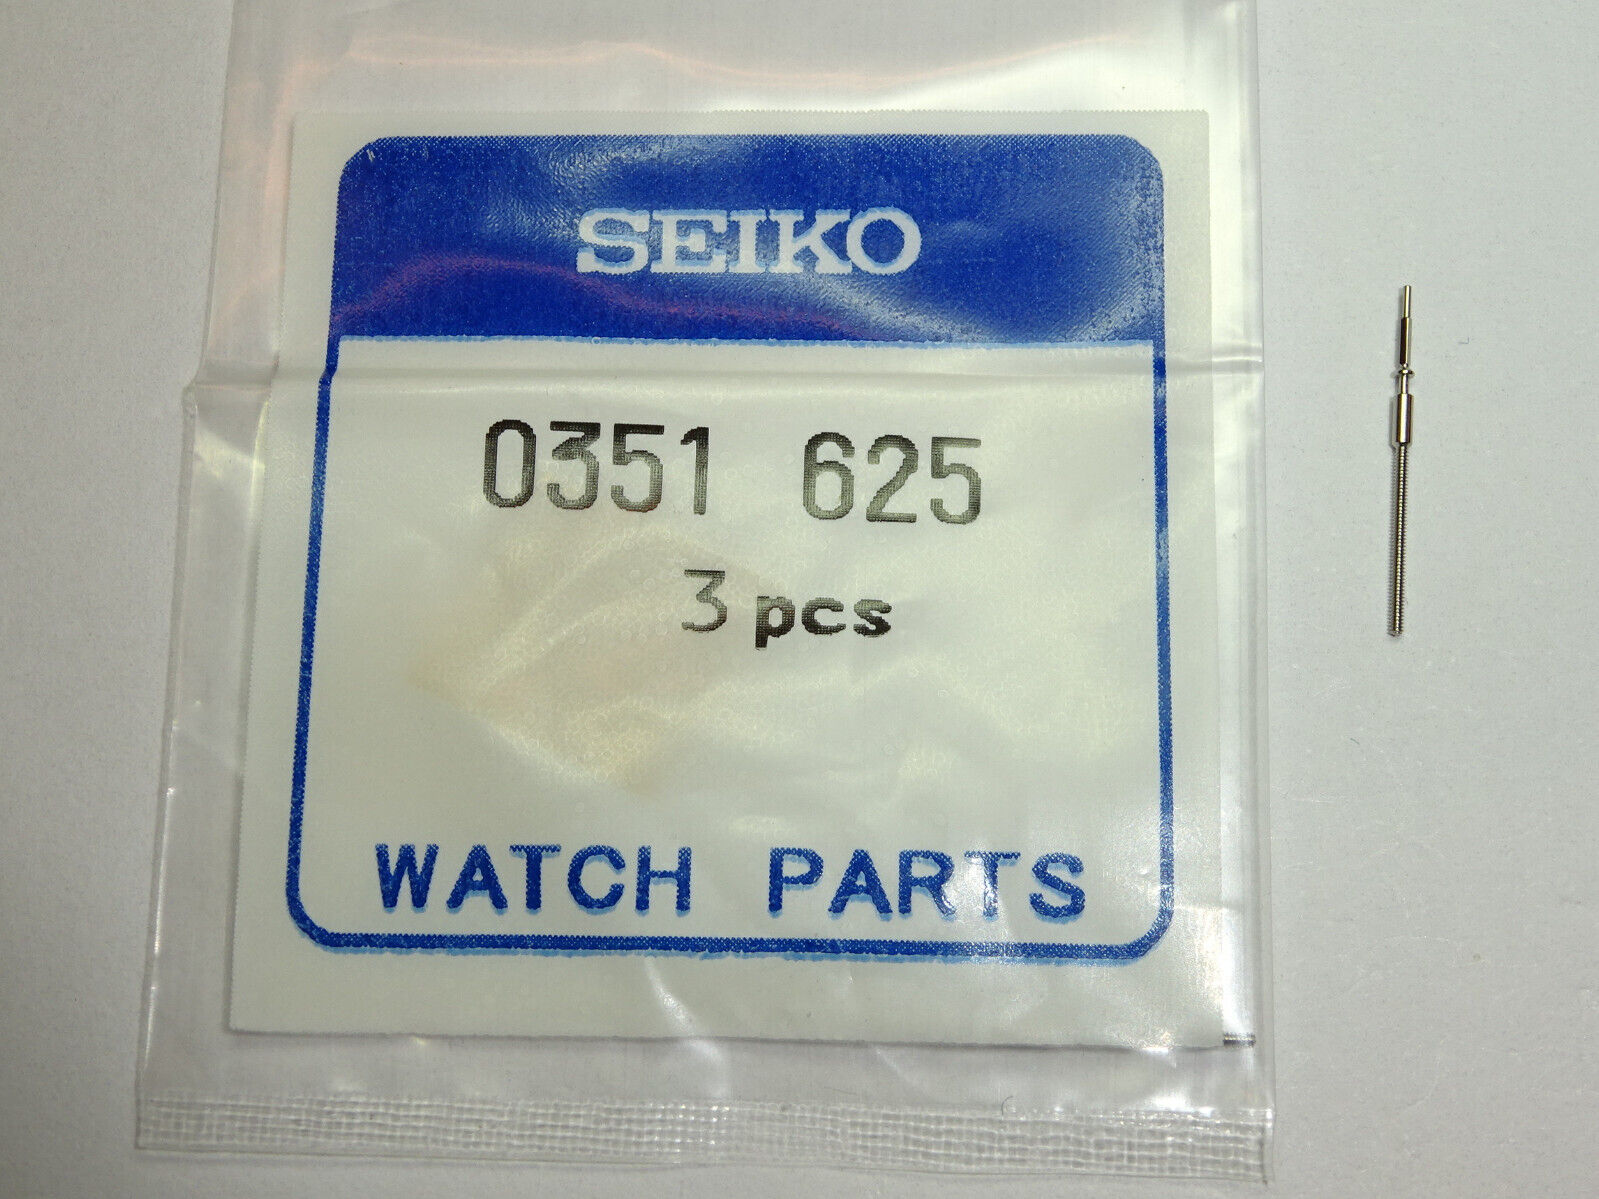 SEIKO
0351 625
3 pcs
WATCH PARTS